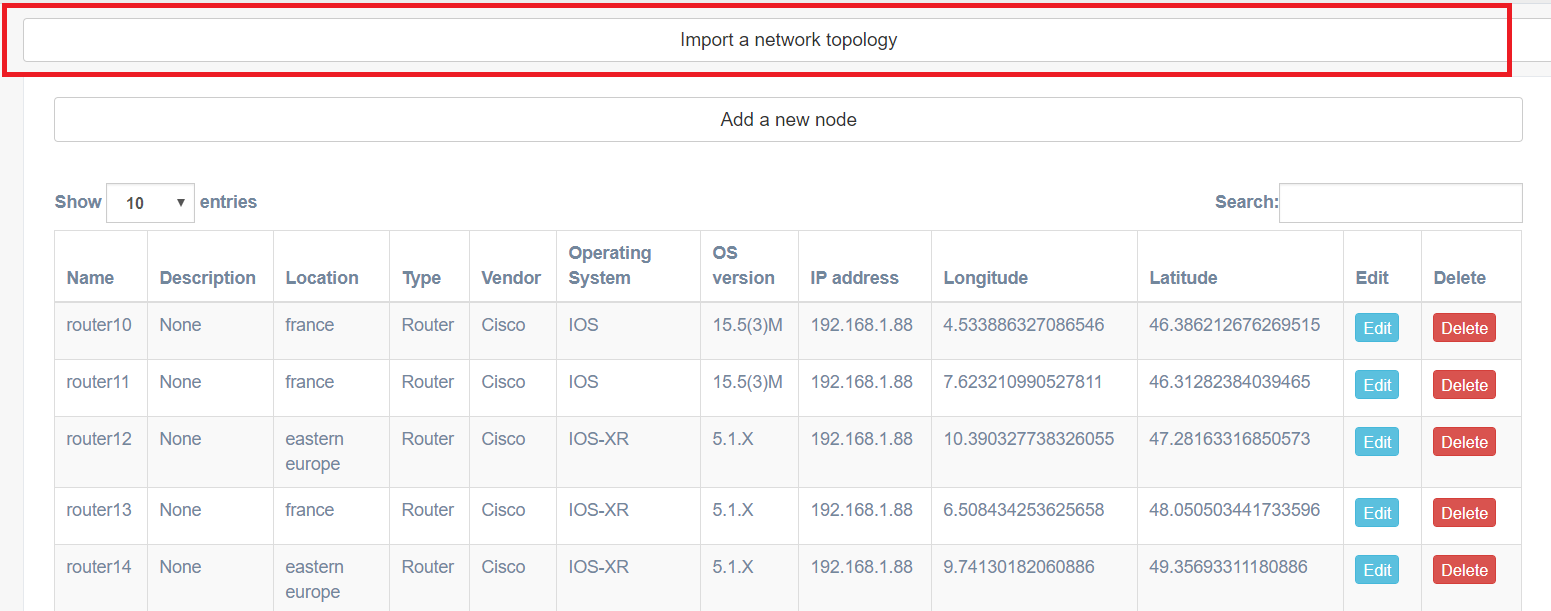 Import a network topology
Add a new node
Show 10 entries Search:
Name Description Location Type Vendor Operating System OS version IP address Longitude Latitude Edit Delete
router10 None france Router Cisco IOS 15.5(3)M 192.168.1.88 4.533886327086546 46.386212676269515 Edit Delete
router11 None france Router Cisco IOS 15.5(3)M 192.168.1.88 7.623210990527811 46.31282384039465 Edit Delete
router12 None eastern europe Router Cisco IOS-XR 5.1.X 192.168.1.88 10.390327738326055 47.28163316850573 Edit Delete
router13 None france Router Cisco IOS-XR 5.1.X 192.168.1.88 6.508434253625658 48.050503441733596 Edit Delete
router14 None eastern europe Router Cisco IOS-XR 5.1.X 192.168.1.88 9.74130182060886 49.35693311180886 Edit Delete